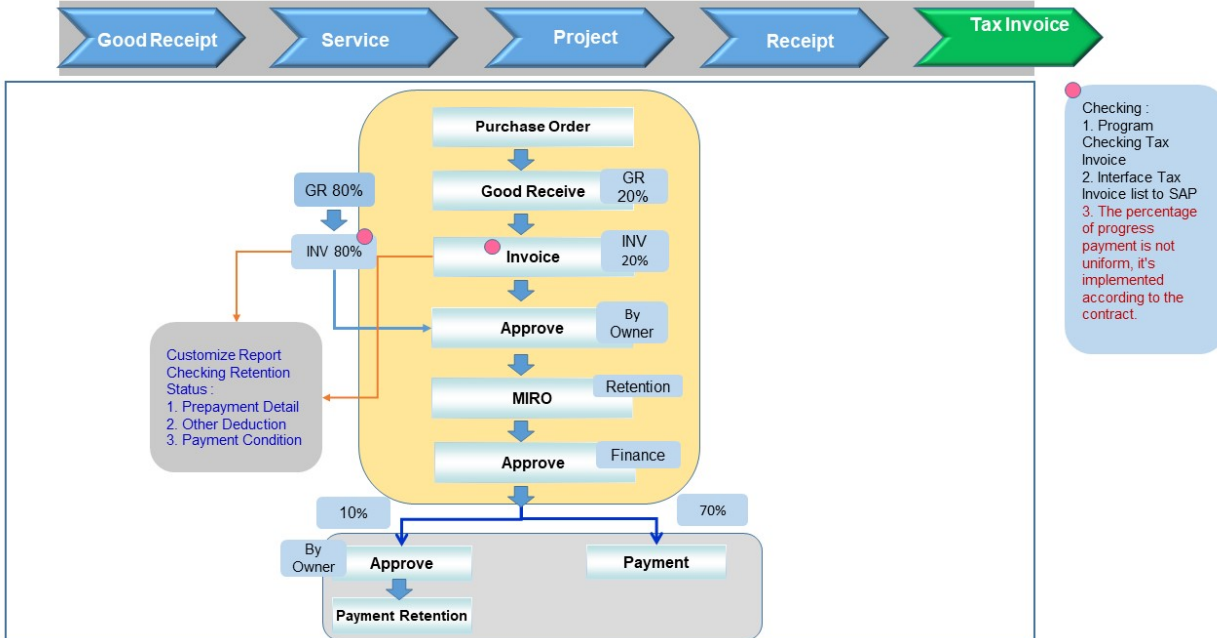 Good Receipt
Service
Project
Receipt
Tax Invoice
Purchase Order
Good Receive
GR
20%
GR 80%
INV 80%
Invoice
INV
20%
Approve
By
Owner
MIRO
Retention
Approve
Finance
Customize Report
Checking Retention
Status :
1. Prepayment Detail
2. Other Deduction
3. Payment Condition
10%
70%
By
Owner
Approve
Payment
Payment Retention
Checking :
1. Program
Checking Tax
Invoice
2. Interface Tax
Invoice list to SAP
3. The percentage
of progress
payment is not
uniform, it's
implemented
according to the
contract.